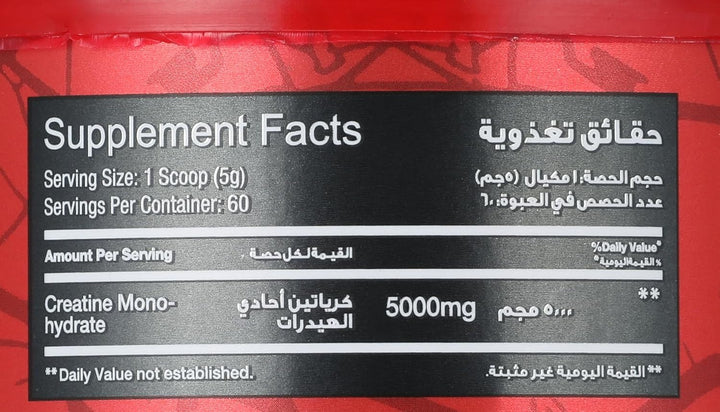 Supplement Facts حقائق تغذوية
Serving Size: 1 Scoop (5g) حجم الحصة: ١ مكيال (٥جم)
Servings Per Container: 60 عدد الحصص في العبوة: ٦٠
Amount Per Serving القيمة لكل حصة %Daily Value*
% القيمة اليومية*
Creatine Mono- كرياتين أحادي 5000mg ٥٠٠٠ مجم **
hydrate الهيدرات
**Daily Value not established. ** القيمة اليومية غير مثبتة.